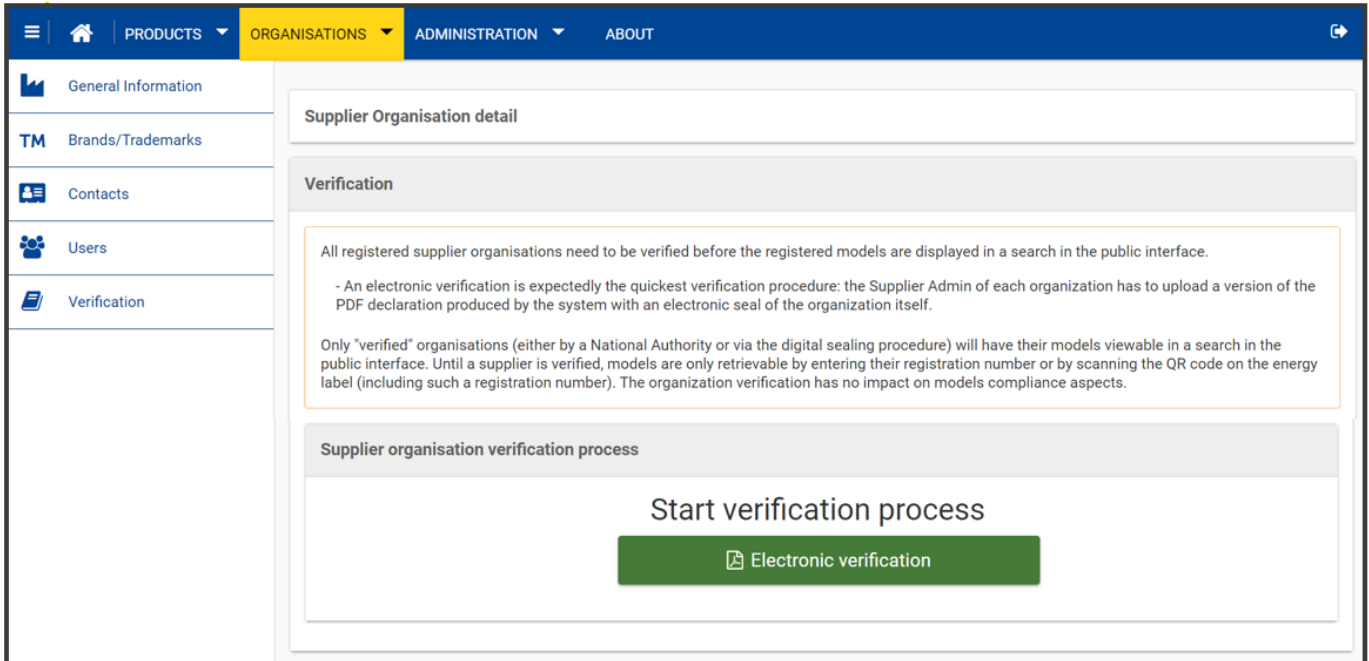 PRODUCTS ORGANISATIONS ADMINISTRATION ABOUT
General Information
TM Brands/Trademarks
Contacts
Users
Verification
Supplier Organisation detail
Verification
All registered supplier organisations need to be verified before the registered models are displayed in a search in the public interface.
- An electronic verification is expectedly the quickest verification procedure: the Supplier Admin of each organization has to upload a version of the
PDF declaration produced by the system with an electronic seal of the organization itself.
Only "verified" organisations (either by a National Authority or via the digital sealing procedure) will have their models viewable in a search in the
public interface. Until a supplier is verified, models are only retrievable by entering their registration number or by scanning the QR code on the energy
label (including such a registration number). The organization verification has no impact on models compliance aspects.
Supplier organisation verification process
Start verification process
Electronic verification